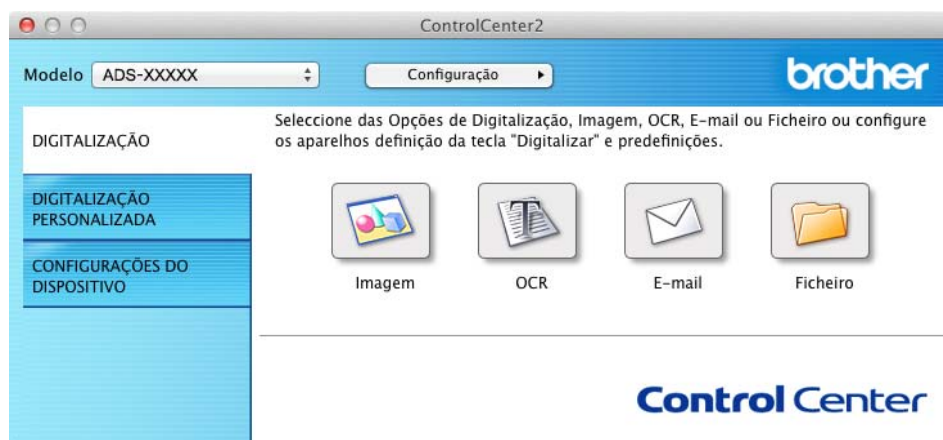 ControlCenter2
Modelo ADS-XXXXX Configuração brother
DIGITALIZAÇÃO
DIGITALIZAÇÃO
PERSONALIZADA
CONFIGURAÇÕES DO
DISPOSITIVO
Seleccione das Opções de Digitalização, Imagem, OCR, E-mail ou Ficheiro ou configure
os aparelhos definição da tecla "Digitalizar" e predefinições.
Imagem OCR E-mail Ficheiro
Control Center